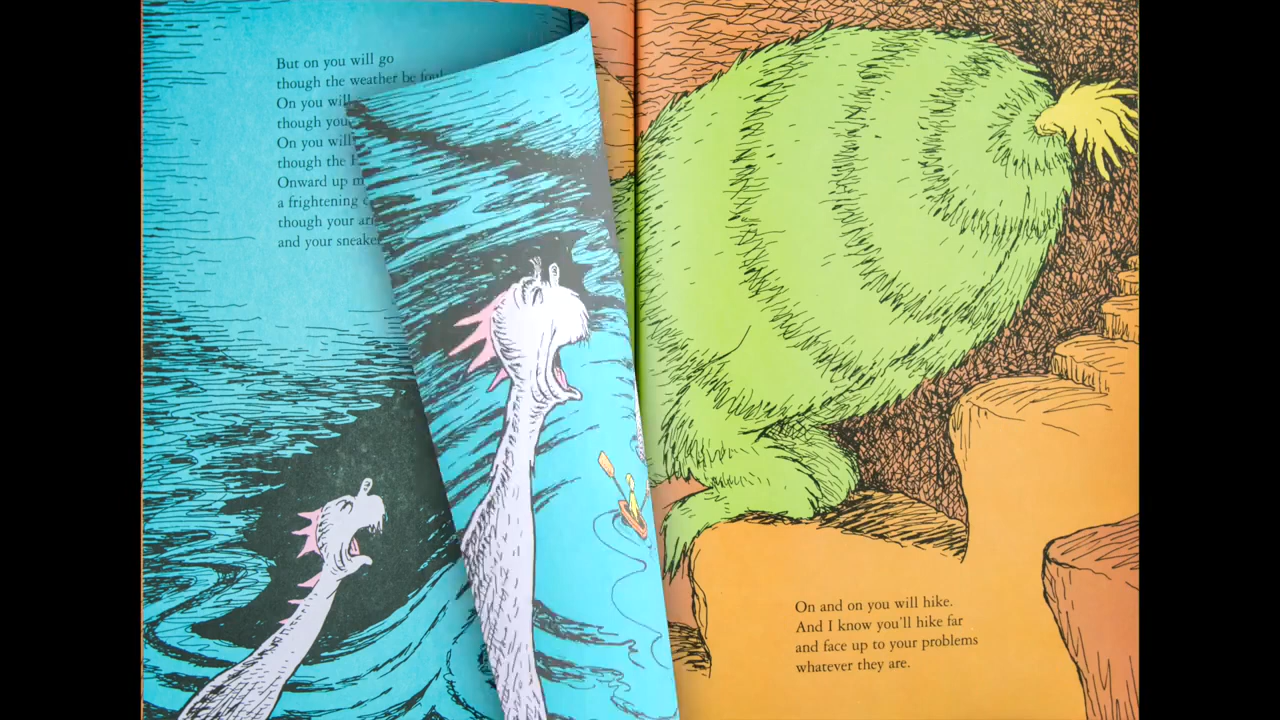 But on you will go
though the weather be foul
On you will
though you
On you will
though the
Onward up
a frightening
though your
and your
On and on you will hike.
And I know you'll hike far
and face up to your problems
whatever they are.